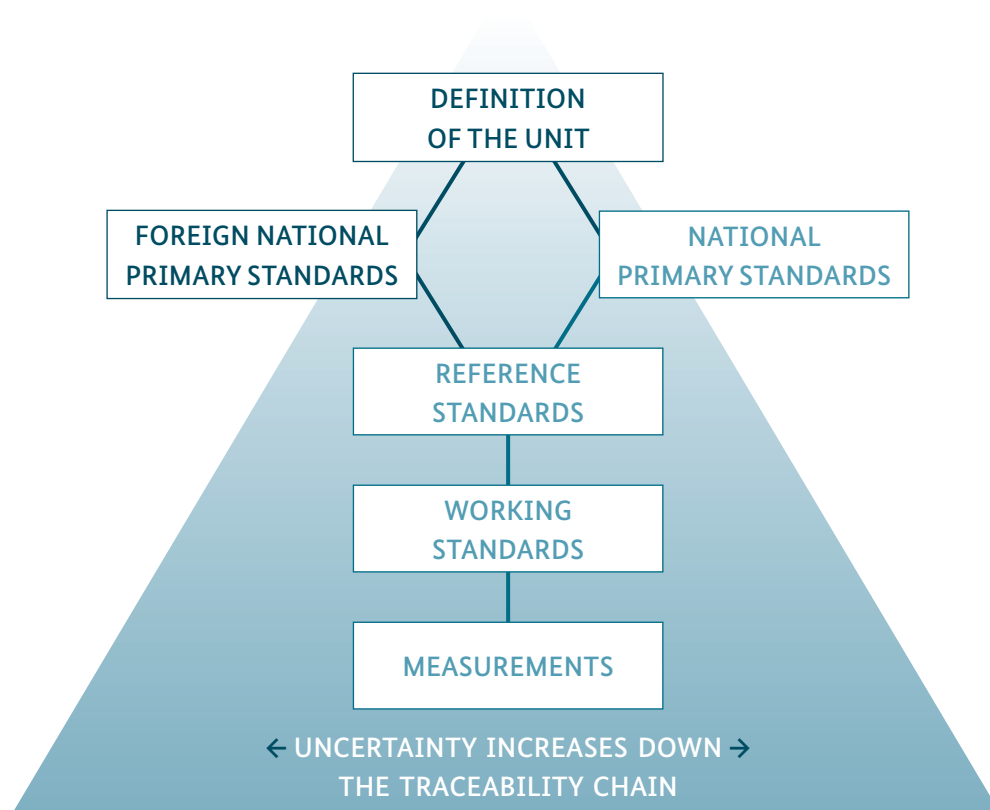 DEFINITION
OF THE UNIT
FOREIGN NATIONAL
PRIMARY STANDARDS
NATIONAL
PRIMARY STANDARDS
REFERENCE
STANDARDS
WORKING
STANDARDS
MEASUREMENTS
← UNCERTAINTY INCREASES DOWN →
THE TRACEABILITY CHAIN